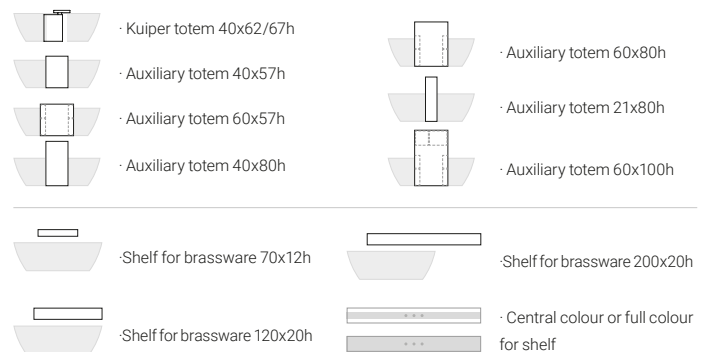 · Kuiper totem 40x62/67h
· Auxiliary totem 40x57h
· Auxiliary totem 60x57h
· Auxiliary totem 40x80h
· Auxiliary totem 60x80h
· Auxiliary totem 21x80h
· Auxiliary totem 60x100h
·Shelf for brassware 70x12h
·Shelf for brassware 120x20h
·Shelf for brassware 200x20h
· Central colour or full colour
for shelf